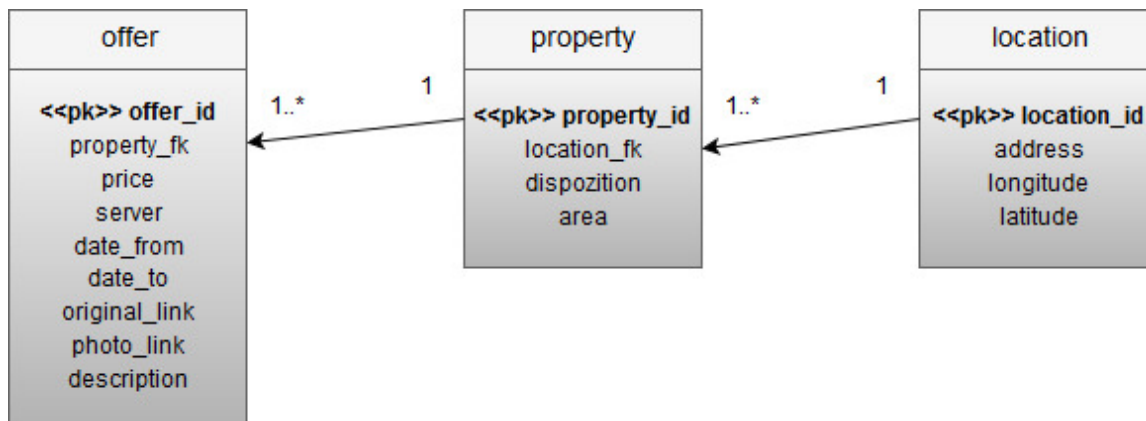 offer
<<pk>> offer_id
property_fk
price
server
date_from
date_to
original_link
photo_link
description
1..*
1
property
<<pk>> property_id
location_fk
dispozition
area
1..*
1
location
<<pk>> location_id
address
longitude
latitude